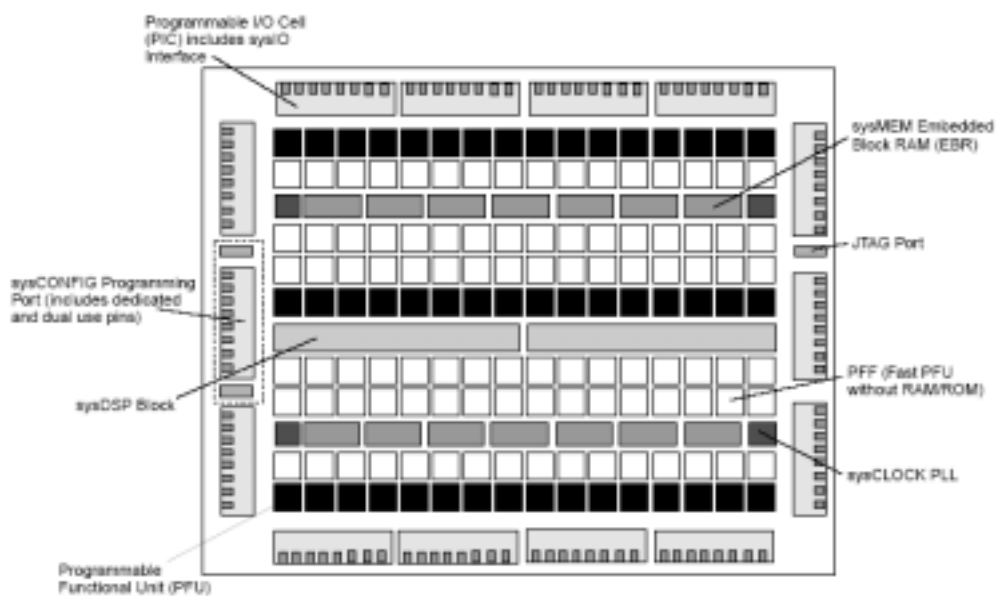 Programmable I/O Cell
(PIC) includes sysIO
Interface
sysMEM Embedded
Block RAM (EBR)
JTAG Port
sysCONFIG Programming
Port (includes dedicated
and dual use pins)
PFF (Fast PFU
without RAM/ROM)
sysDSP Block
sysCLOCK PLL
Programmable
Functional Unit (PFU)